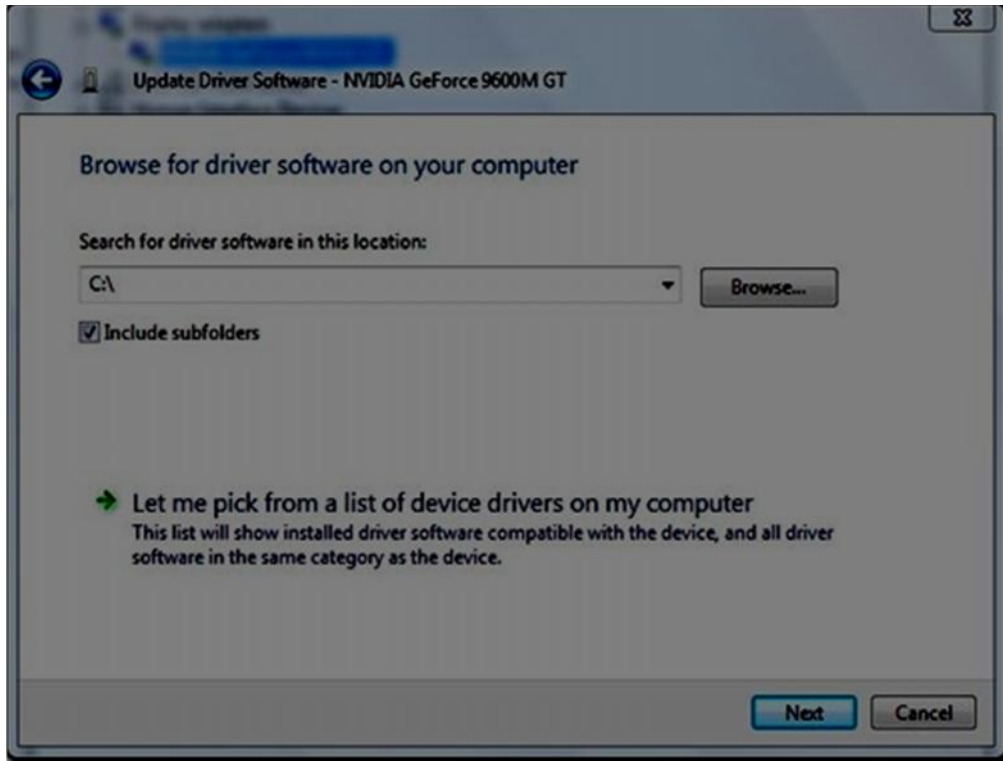 Update Driver Software - NVIDIA GeForce 9600M GT
Browse for driver software on your computer
Search for driver software in this location:
C:\
Browse...
Include subfolders
Let me pick from a list of device drivers on my computer
This list will show installed driver software compatible with the device, and all driver
software in the same category as the device.
Next
Cancel